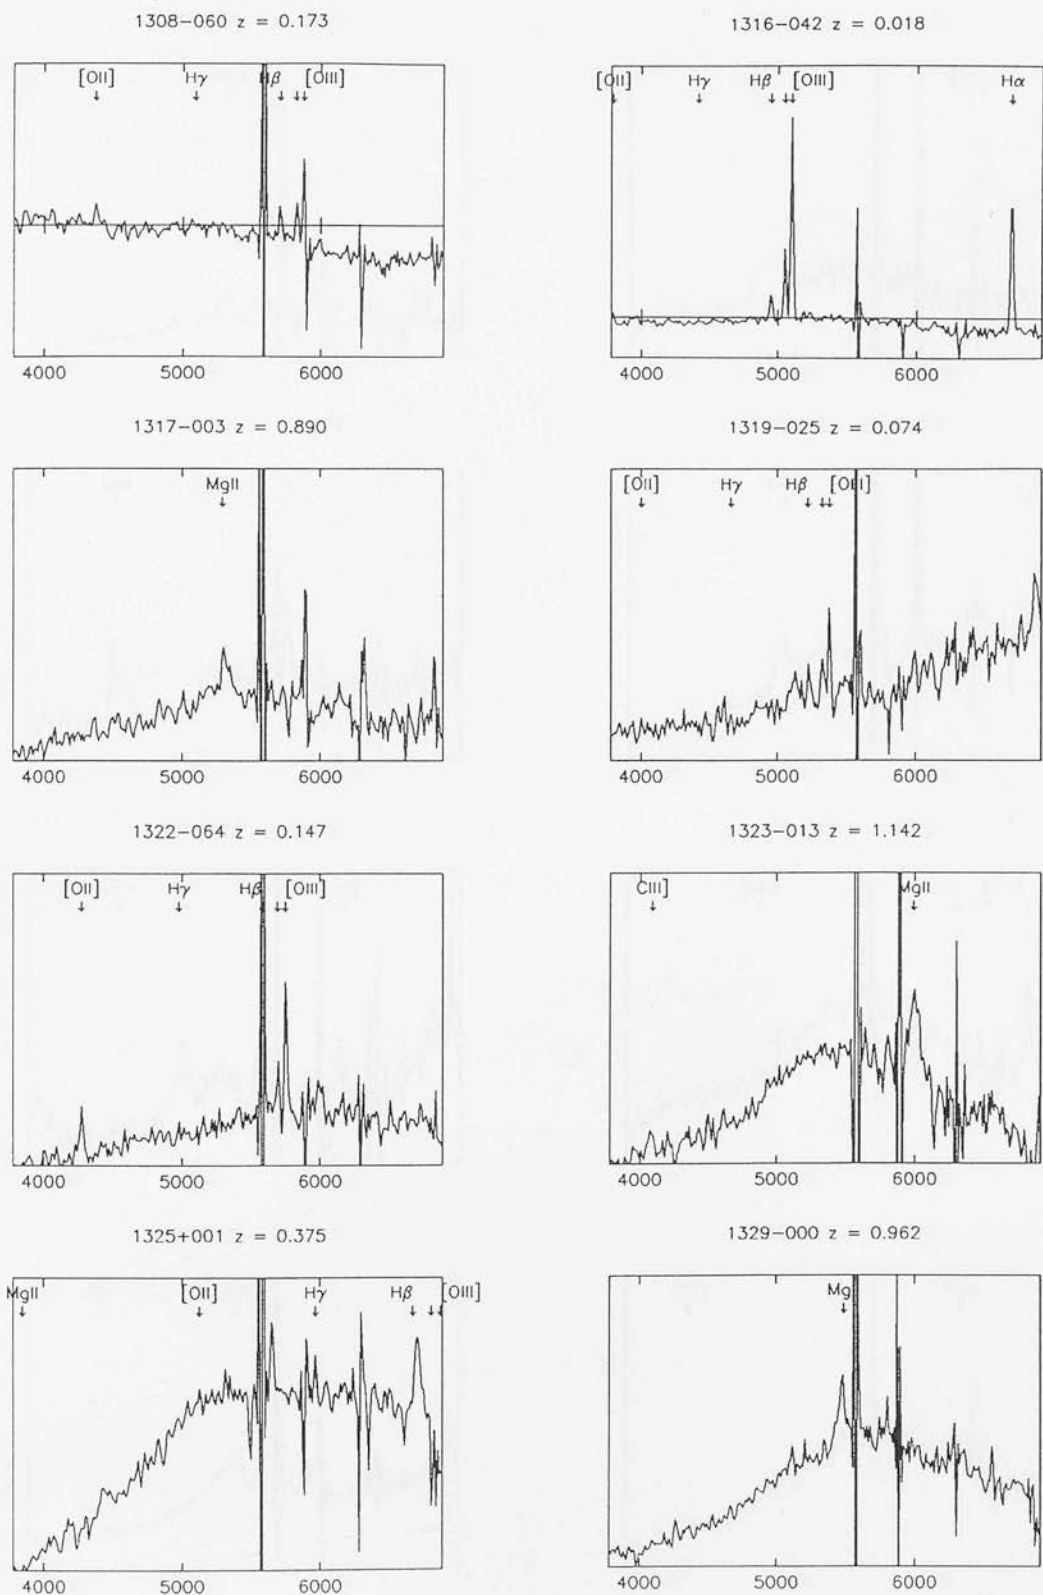 1308−060 z = 0.173
[OII] Hγ Hβ [OIII]
4000 5000 6000
1316−042 z = 0.018
[OII] Hγ Hβ [OIII] Hα
4000 5000 6000
1317−003 z = 0.890
MgII
4000 5000 6000
1319−025 z = 0.074
[OII] Hγ Hβ [OIII]
4000 5000 6000
1322−064 z = 0.147
[OII] Hγ Hβ [OIII]
4000 5000 6000
1323−013 z = 1.142
CIII] MgII
4000 5000 6000
1325+001 z = 0.375
MgII [OII] Hγ Hβ [OIII]
4000 5000 6000
1329−000 z = 0.962
Mg
4000 5000 6000